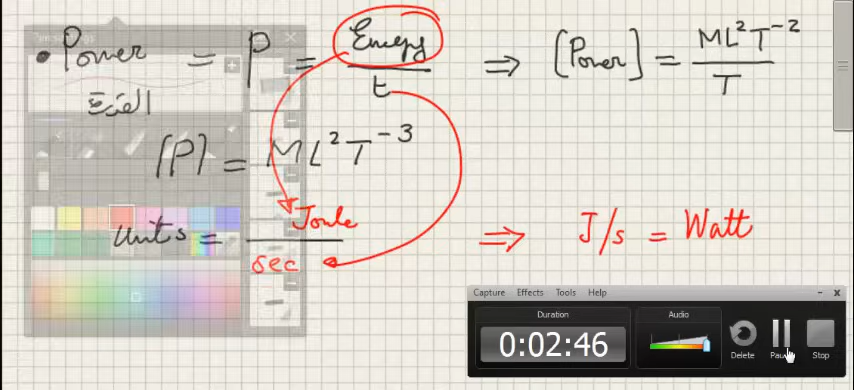 • Power = P = Energy / t ⇒ [Power] = ML²T⁻² / T
القدرة
[P] = ML²T⁻³
Units = Joule / sec ⇒ J/s = Watt
Capture Effects Tools Help
Duration
Audio
0:02:46
Delete Pause Stop